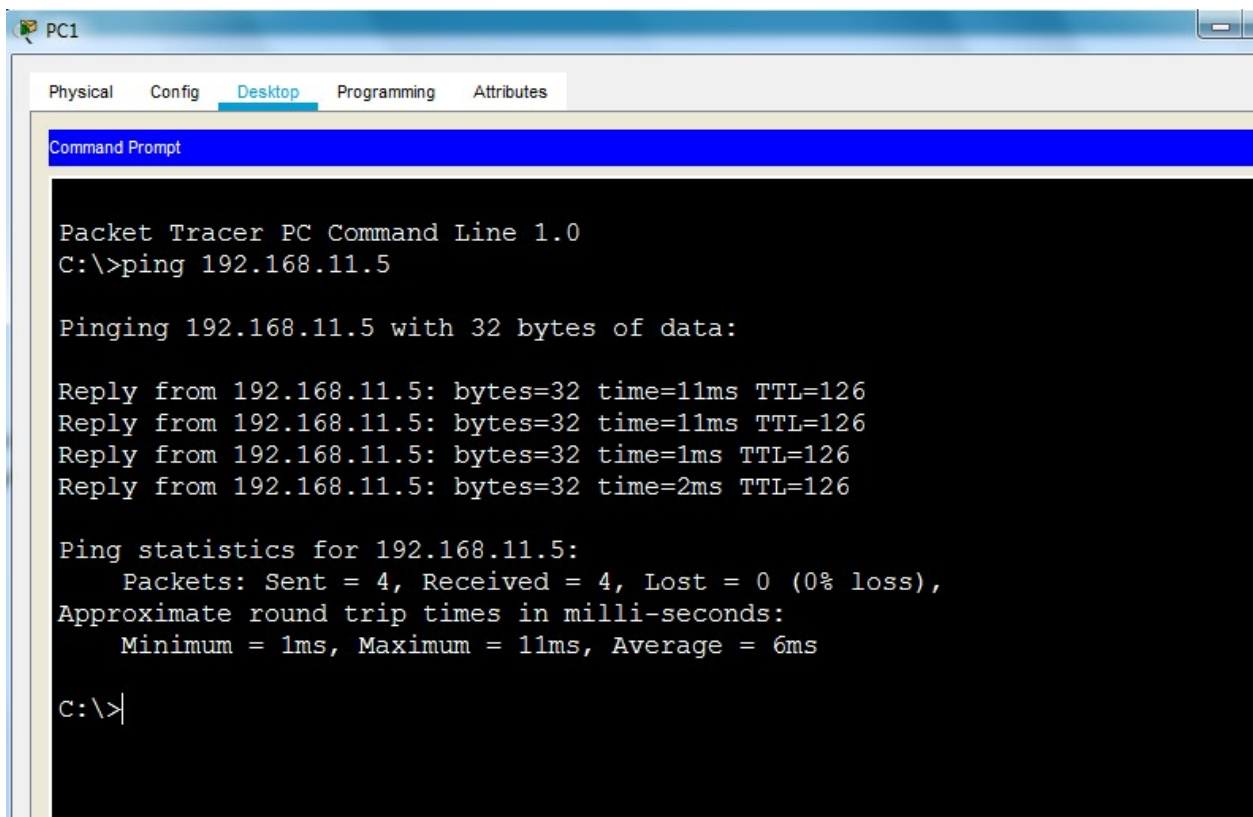 PC1
Physical Config Desktop Programming Attributes
Command Prompt
Packet Tracer PC Command Line 1.0
C:\>ping 192.168.11.5
Pinging 192.168.11.5 with 32 bytes of data:
Reply from 192.168.11.5: bytes=32 time=11ms TTL=126
Reply from 192.168.11.5: bytes=32 time=11ms TTL=126
Reply from 192.168.11.5: bytes=32 time=1ms TTL=126
Reply from 192.168.11.5: bytes=32 time=2ms TTL=126
Ping statistics for 192.168.11.5:
Packets: Sent = 4, Received = 4, Lost = 0 (0% loss),
Approximate round trip times in milli-seconds:
Minimum = 1ms, Maximum = 11ms, Average = 6ms
C:\>